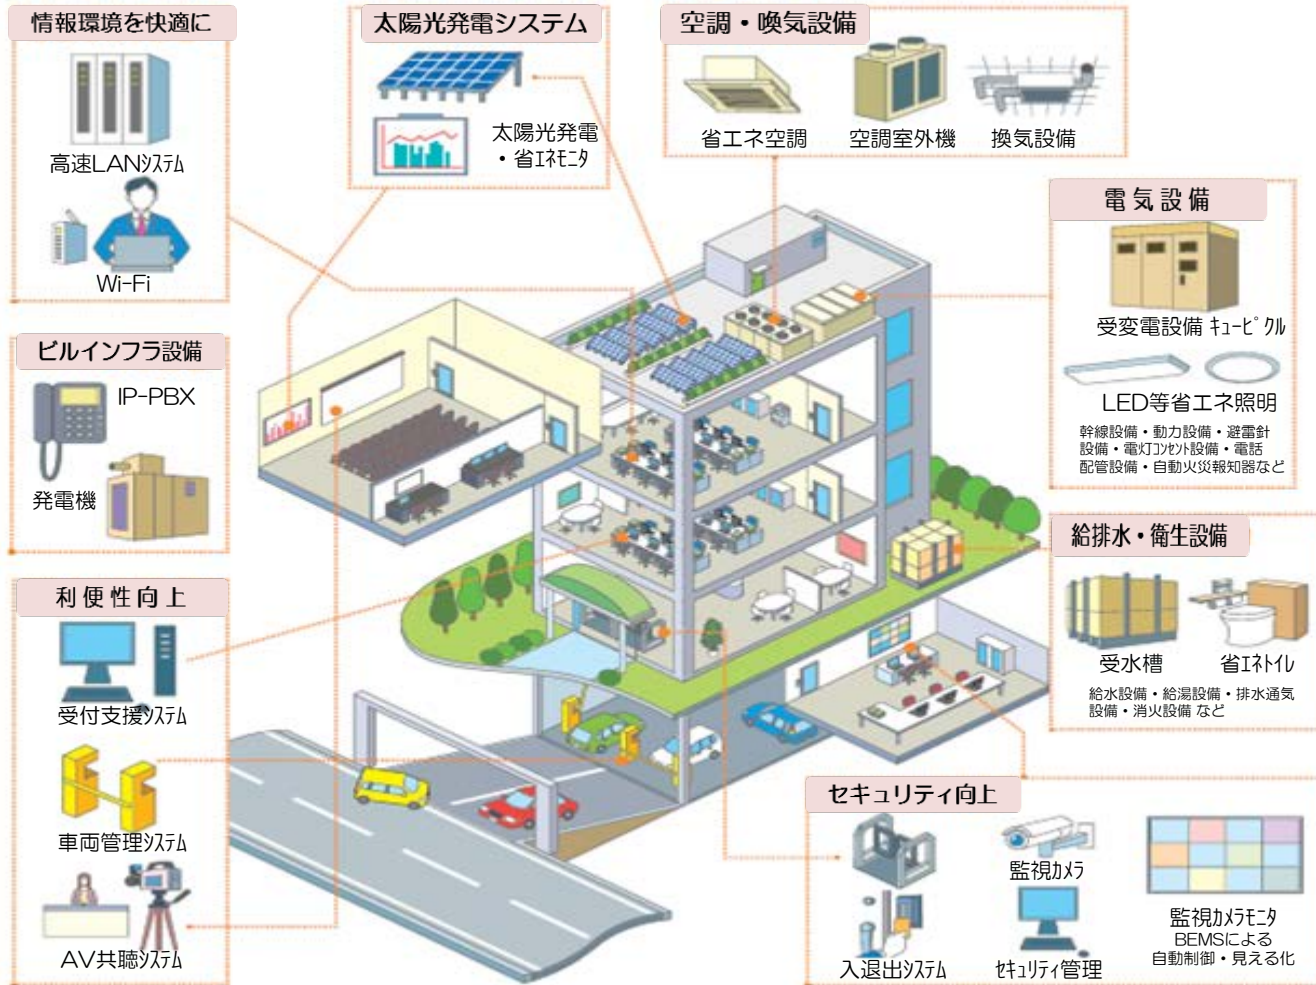 情報環境を快適に
高速LANｼｽﾃﾑ
Wi-Fi
太陽光発電システム
太陽光発電
・省ｴﾈﾓﾆﾀ
空調・喚気設備
省エネ空調
空調室外機
換気設備
電気設備
受変電設備 ｷｭｰﾋﾞｸﾙ
LED等省エネ照明
幹線設備・動力設備・避雷針
設備・電灯ｺﾝｾﾝﾄ設備・電話
配管設備・自動火災報知器など
ビルインフラ設備
IP-PBX
発電機
給排水・衛生設備
受水槽
省ｴﾈﾄｲﾚ
給水設備・給湯設備・排水通気
設備・消火設備 など
利便性向上
受付支援ｼｽﾃﾑ
車両管理ｼｽﾃﾑ
AV共聴ｼｽﾃﾑ
セキュリティ向上
入退出ｼｽﾃﾑ
監視ｶﾒﾗ
ｾｷｭﾘﾃｨ管理
監視ｶﾒﾗﾓﾆﾀ
BEMSによる
自動制御・見える化